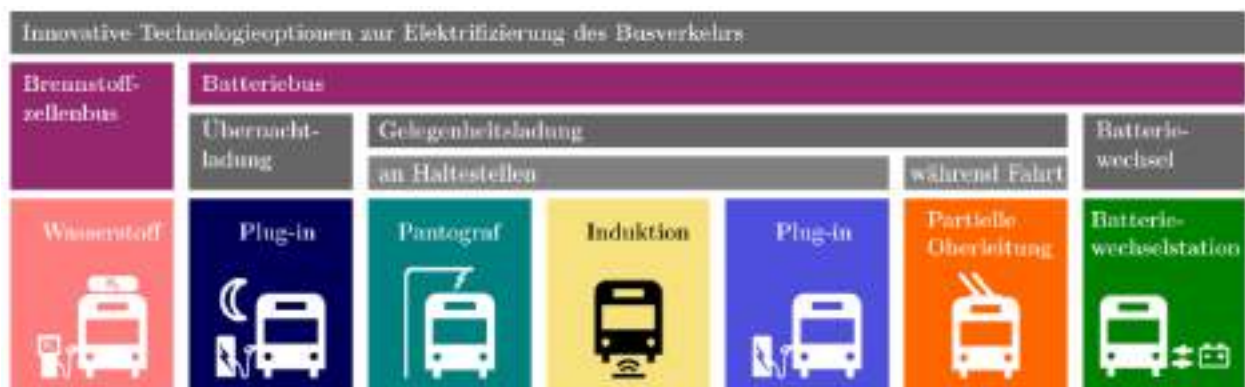 Innovative Technologieoptionen zur Elektrifizierung des Busverkehrs
Brennstoff-
zellenbus
Batteriebus
Übernacht-
ladung
Gelegenheitsladung
an Haltestellen
während Fahrt
Batterie-
wechsel
Wasserstoff
Plug-in
Pantograf
Induktion
Plug-in
Partielle
Oberleitung
Batterie-
wechselstation